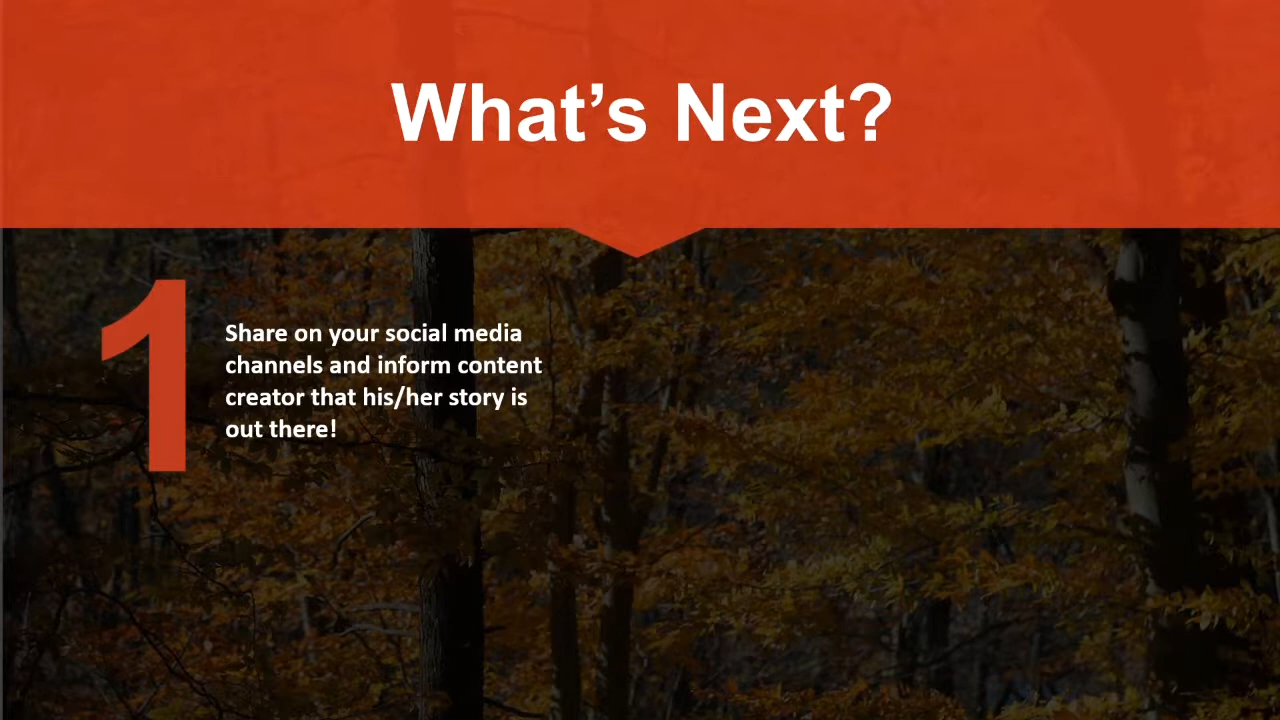 What’s Next?
1
Share on your social media
channels and inform content
creator that his/her story is
out there!